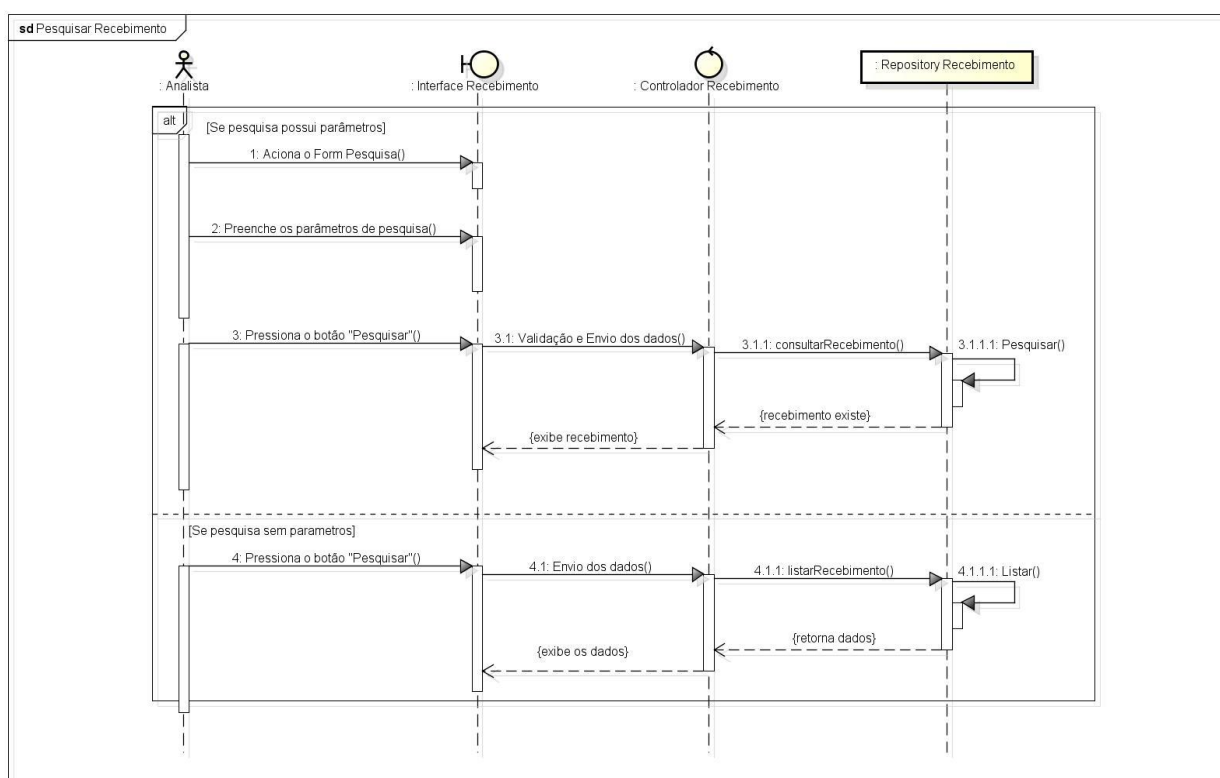 sd Pesquisar Recebimento
: Analista
: Interface Recebimento
: Controlador Recebimento
: Repository Recebimento
alt
[Se pesquisa possui parâmetros]
1: Aciona o Form Pesquisa()
2: Preenche os parâmetros de pesquisa()
3: Pressiona o botão "Pesquisar"()
3.1: Validação e Envio dos dados()
3.1.1: consultarRecebimento()
3.1.1.1: Pesquisar()
{recebimento existe}
{exibe recebimento}
[Se pesquisa sem parametros]
4: Pressiona o botão "Pesquisar"()
4.1: Envio dos dados()
4.1.1: listarRecebimento()
4.1.1.1: Listar()
{retorna dados}
{exibe os dados}